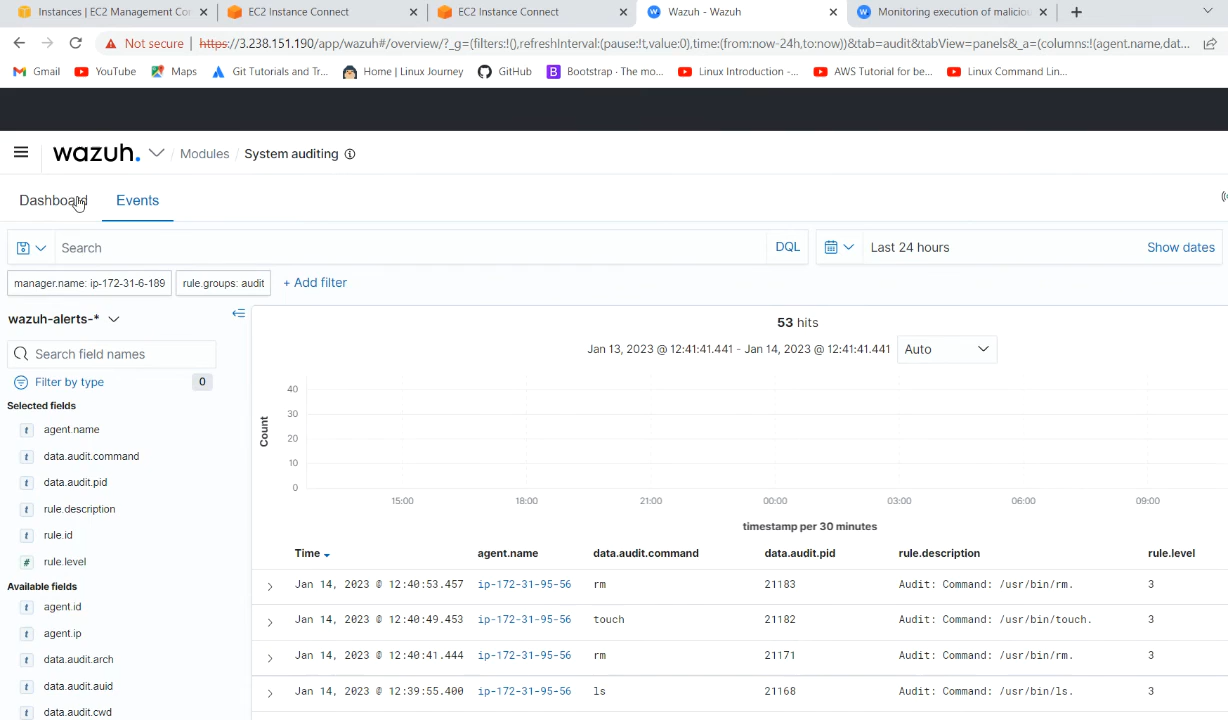 Instances | EC2 Management Co
EC2 Instance Connect
EC2 Instance Connect
Wazuh - Wazuh
Monitoring execution of maliciou
Not secure | https://3.238.151.190/app/wazuh#/overview/?_g=(filters:!(),refreshInterval:(pause:!t,value:0),time:(from:now-24h,to:now))&tab=audit&tabView=panels&_a=(columns:!(agent.name,dat...
Gmail
YouTube
Maps
Git Tutorials and Tr...
Home | Linux Journey
GitHub
Bootstrap · The mo...
Linux Introduction -...
AWS Tutorial for be...
Linux Command Lin...
wazuh. / Modules / System auditing
Dashboard
Events
Search
DQL
Last 24 hours
Show dates
manager.name: ip-172-31-6-189
rule.groups: audit
+ Add filter
wazuh-alerts-*
Search field names
Filter by type
0
Selected fields
t agent.name
t data.audit.command
t data.audit.pid
t rule.description
t rule.id
# rule.level
Available fields
t agent.id
t agent.ip
t data.audit.arch
t data.audit.auid
t data.audit.cwd
53 hits
Jan 13, 2023 @ 12:41:41.441 - Jan 14, 2023 @ 12:41:41.441
Auto
Count
40
30
20
10
0
15:00 18:00 21:00 00:00 03:00 06:00 09:00
timestamp per 30 minutes
Time agent.name data.audit.command data.audit.pid rule.description rule.level
Jan 14, 2023 @ 12:40:53.457 ip-172-31-95-56 rm 21183 Audit: Command: /usr/bin/rm. 3
Jan 14, 2023 @ 12:40:49.453 ip-172-31-95-56 touch 21182 Audit: Command: /usr/bin/touch. 3
Jan 14, 2023 @ 12:40:41.444 ip-172-31-95-56 rm 21171 Audit: Command: /usr/bin/rm. 3
Jan 14, 2023 @ 12:39:55.400 ip-172-31-95-56 ls 21168 Audit: Command: /usr/bin/ls. 3